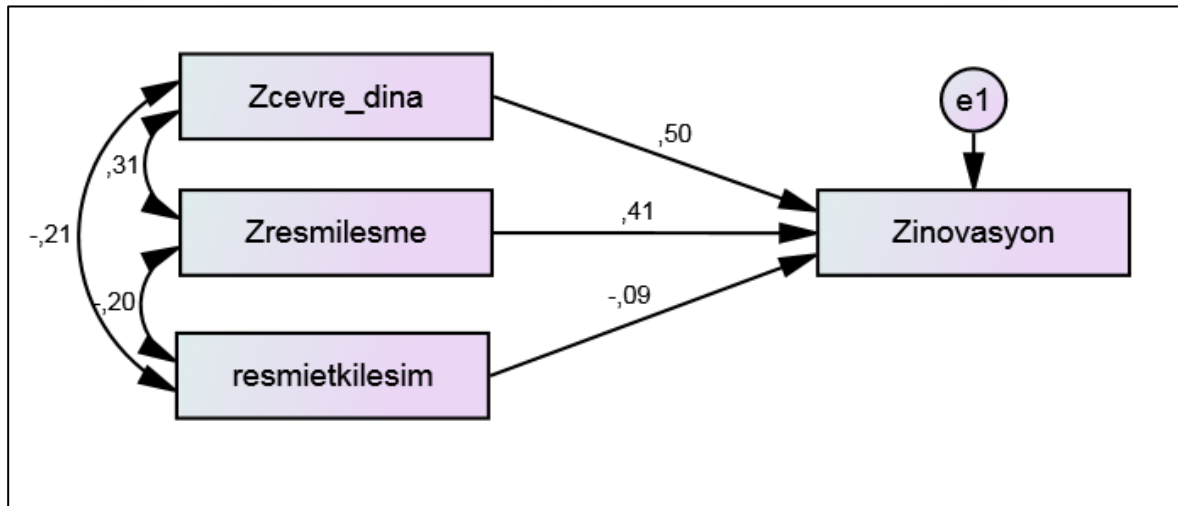 Zcevre_dina
e1
,50
,31
Zresmilesme
,41
Zinovasyon
-,21
-,20
-,09
resmietkilesim